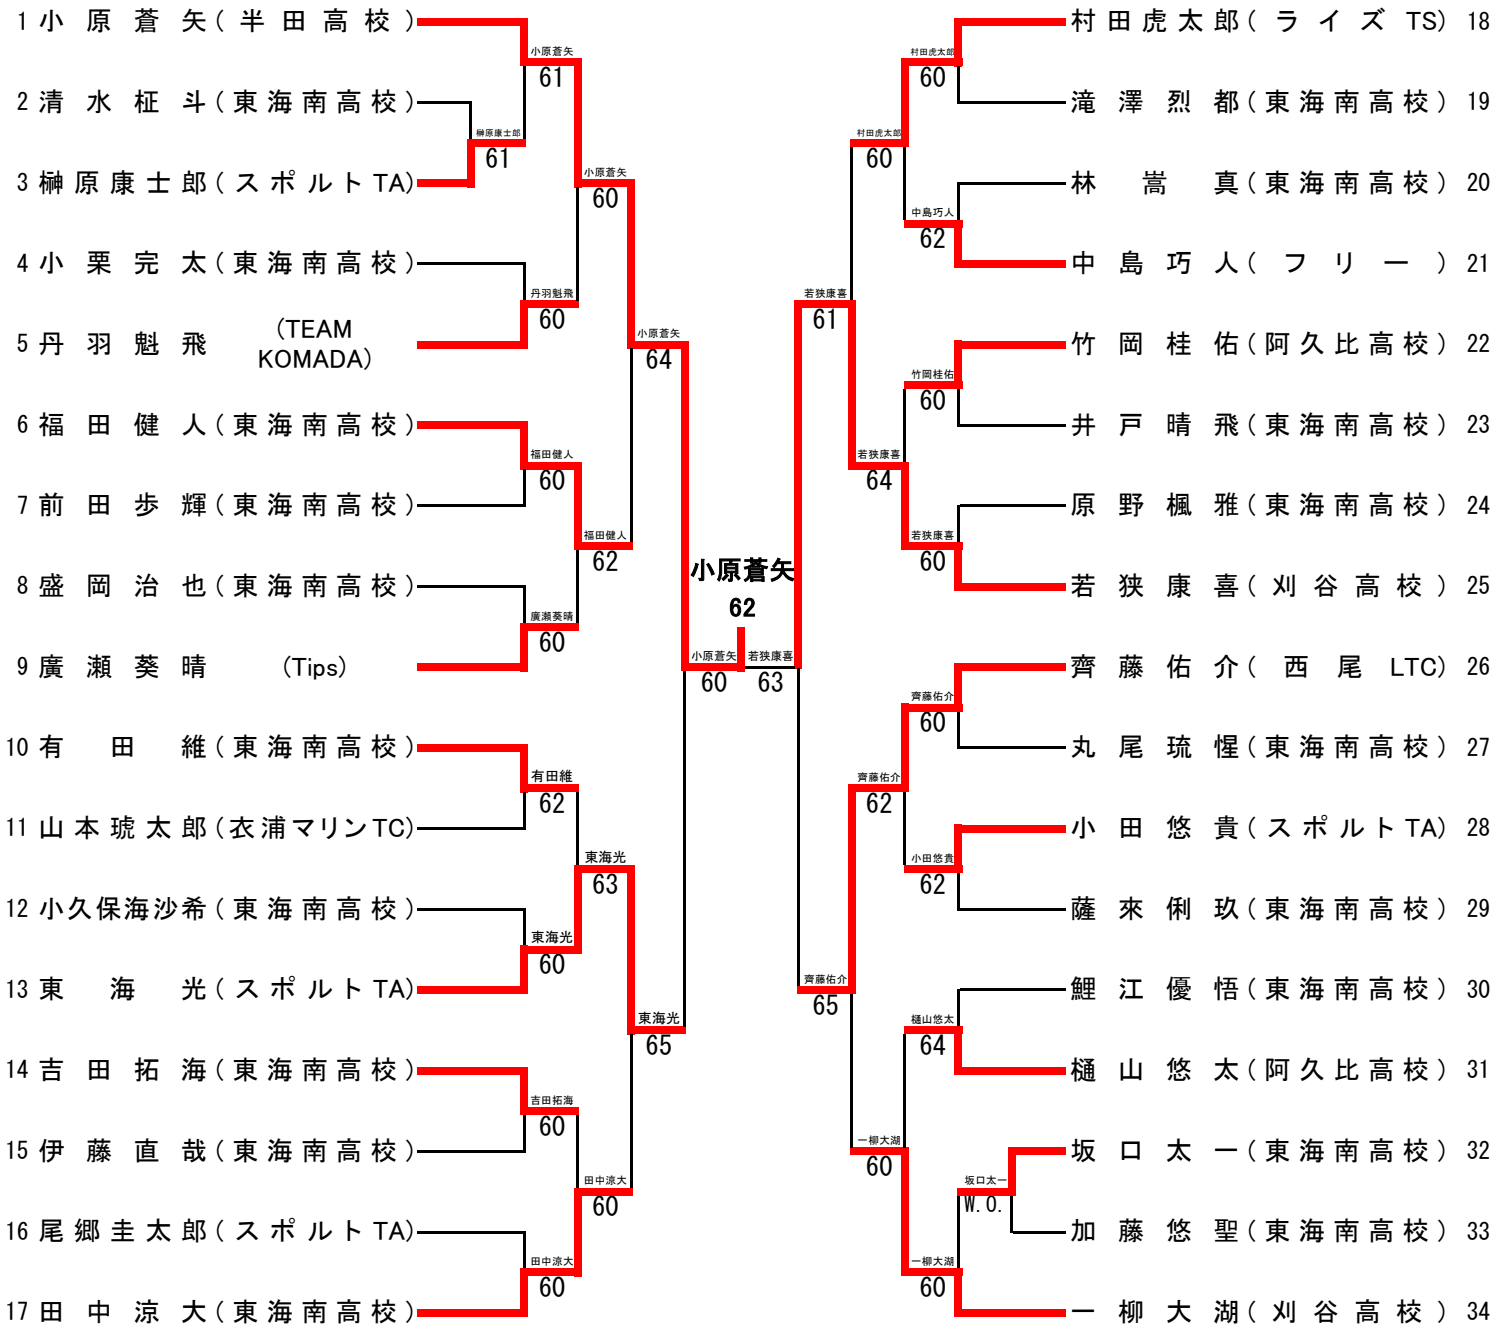 1 小原蒼矢(半田高校)
2 清水柾斗(東海南高校)
3 榊原康士郎(スポルトTA)
4 小栗完太(東海南高校)
5 丹羽魁飛 (TEAM KOMADA)
6 福田健人(東海南高校)
7 前田歩輝(東海南高校)
8 盛岡治也(東海南高校)
9 廣瀬葵晴 (Tips)
10 有田維(東海南高校)
11 山本琥太郎(衣浦マリンTC)
12 小久保海沙希(東海南高校)
13 東海光(スポルトTA)
14 吉田拓海(東海南高校)
15 伊藤直哉(東海南高校)
16 尾郷圭太郎(スポルトTA)
17 田中涼大(東海南高校)
榊原康士郎
61
小原蒼矢
61
丹羽魁飛
60
福田健人
60
廣瀬葵晴
60
有田維
62
東海光
60
吉田拓海
60
田中涼大
60
小原蒼矢
60
福田健人
62
東海光
63
田中涼大
60
小原蒼矢
64
東海光
65
小原蒼矢
60
小原蒼矢
62
若狭康喜
63
若狭康喜
61
齊藤佑介
65
村田虎太郎
60
若狭康喜
64
齊藤佑介
62
一柳大湖
60
村田虎太郎
60
中島巧人
62
竹岡桂佑
60
若狭康喜
60
齊藤佑介
60
小田悠貴
62
樋山悠太
64
一柳大湖
60
坂口太一
W.O.
村田虎太郎(ライズTS) 18
滝澤烈都(東海南高校) 19
林嵩真(東海南高校) 20
中島巧人(フリー) 21
竹岡桂佑(阿久比高校) 22
井戸晴飛(東海南高校) 23
原野楓雅(東海南高校) 24
若狭康喜(刈谷高校) 25
齊藤佑介(西尾LTC) 26
丸尾琉惺(東海南高校) 27
小田悠貴(スポルトTA) 28
薩來俐玖(東海南高校) 29
鯉江優悟(東海南高校) 30
樋山悠太(阿久比高校) 31
坂口太一(東海南高校) 32
加藤悠聖(東海南高校) 33
一柳大湖(刈谷高校) 34